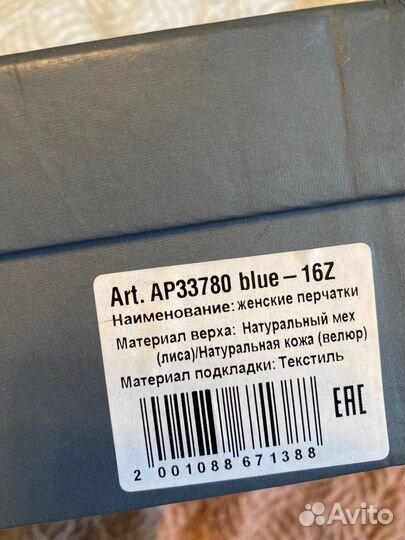 Art. AP33780 blue – 16Z
Наименование: женские перчатки
Материал верха: Натуральный мех
(лиса)/Натуральная кожа (велюр)
Материал подкладки: Текстиль
EAC
2 001088 671388
Avito